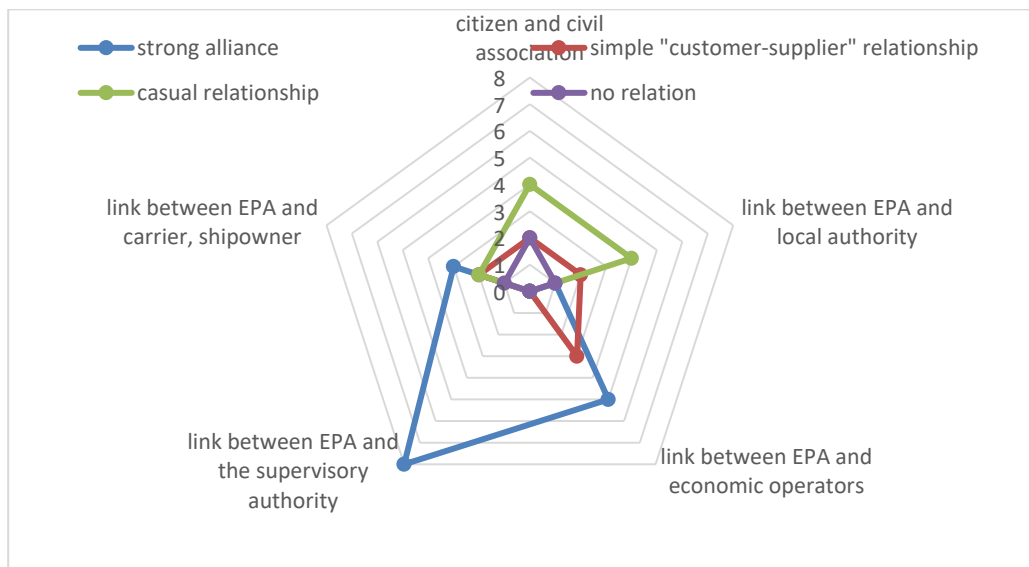 citizen and civil
association
strong alliance
simple "customer-supplier" relationship
casual relationship
no relation
8
7
6
5
4
3
2
1
0
link between EPA and
local authority
link between EPA and
economic operators
link between EPA and
the supervisory
authority
link between EPA and
carrier, shipowner